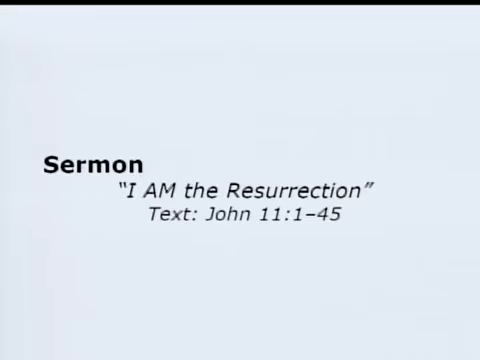 Sermon
“I AM the Resurrection”
Text: John 11:1–45